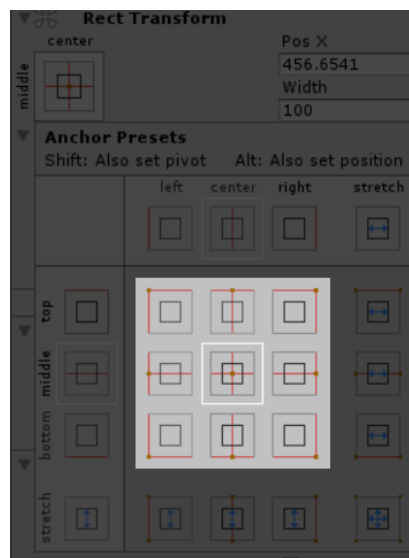 Rect Transform
center
Pos X
middle
456.6541
Width
100
Anchor Presets
Shift: Also set pivot Alt: Also set position
left center right stretch
top
middle
bottom
stretch